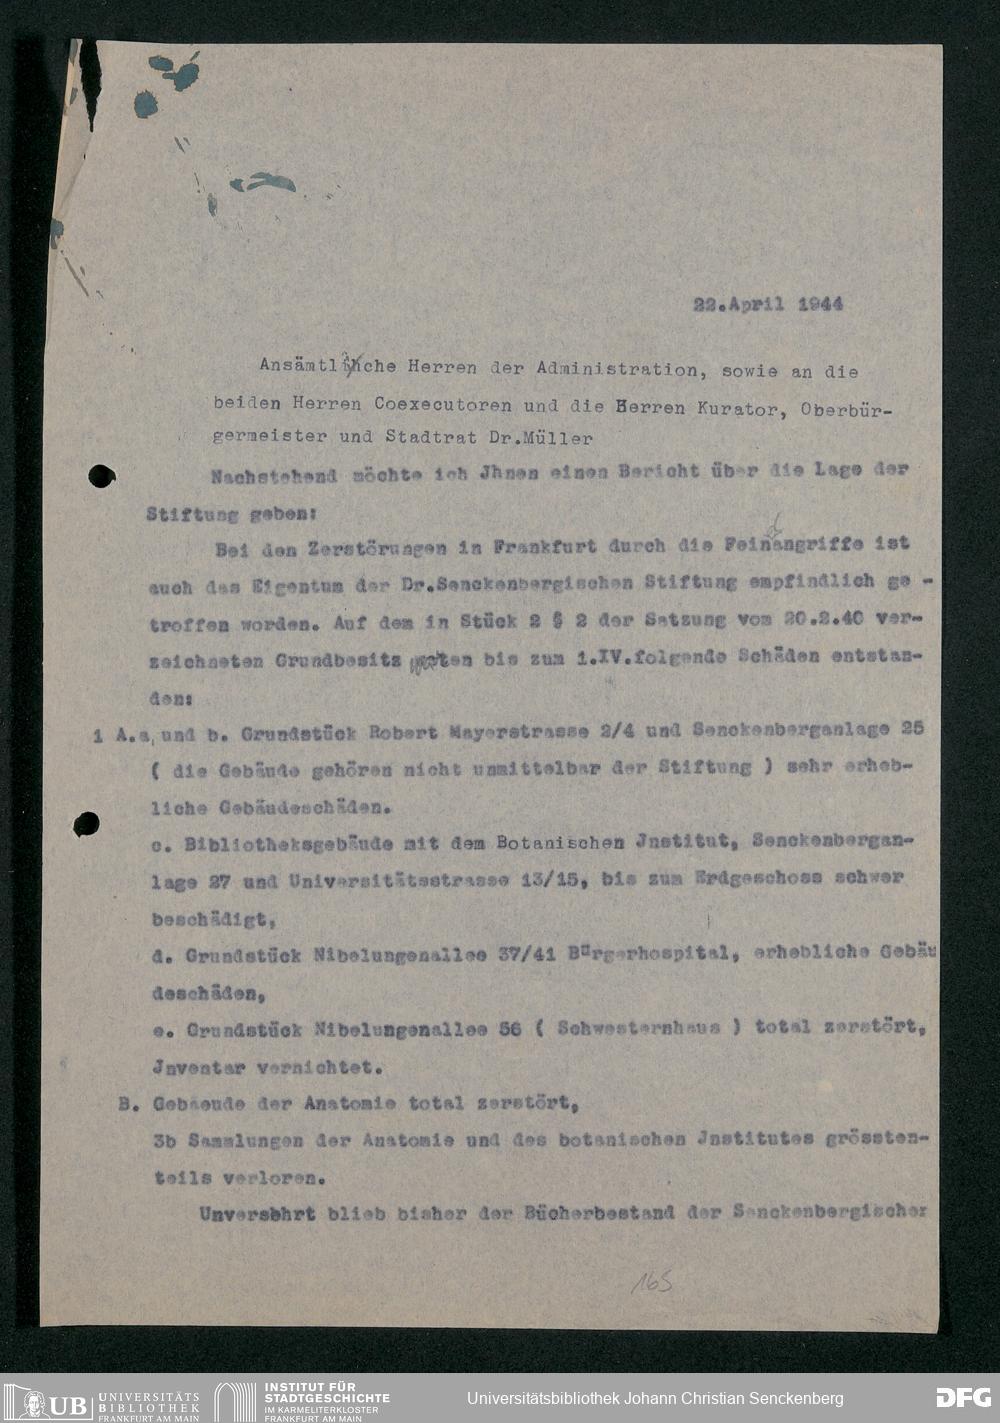 22.April 1944
Ansämtliche Herren der Administration, sowie an die
beiden Herren Coexecutoren und die Herren Kurator, Oberbür-
germeister und Stadtrat Dr.Müller
Nachstehend möchte ich Jhnen einen Bericht über die Lage der
Stiftung geben:
Bei den Zerstörungen in Frankfurt durch die Feindangriffe ist
auch das Eigentum der Dr.Senckenbergischen Stiftung empfindlich ge -
troffen worden. Auf dem in Stück 2 § 2 der Satzung vom 20.2.40 ver-
zeichneten Grundbesitz bis zum 1.IV.folgende Schäden entstan-
den:
1 A.a, und b. Grundstück Robert Mayerstrasse 2/4 und Senckenberganlage 25
( die Gebäude gehören nicht unmittelbar der Stiftung ) sehr erheb-
liche Gebäudeschäden.
c. Bibliotheksgebäude mit dem Botanischen Jnstitut, Senckenbergan-
lage 27 und Universitätsstrasse 13/15, bis zum Erdgeschoss schwer
beschädigt,
d. Grundstück Nibelungenallee 37/41 Bürgerhospital, erhebliche Gebäu
deschäden,
e. Grundstück Nibelungenallee 56 ( Schwesternhaus ) total zerstört,
Jnventar vernichtet.
B. Gebaeude der Anatomie total zerstört,
3b Sammlungen der Anatomie und des botanischen Jnstitutes grössten-
teils verloren.
Unversehrt blieb bisher der Bücherbestand der Senckenbergischen
165
UB UNIVERSITÄTS BIBLIOTHEK FRANKFURT AM MAIN
INSTITUT FÜR STADTGESCHICHTE IM KARMELITERKLOSTER FRANKFURT AM MAIN
Universitätsbibliothek Johann Christian Senckenberg
DFG